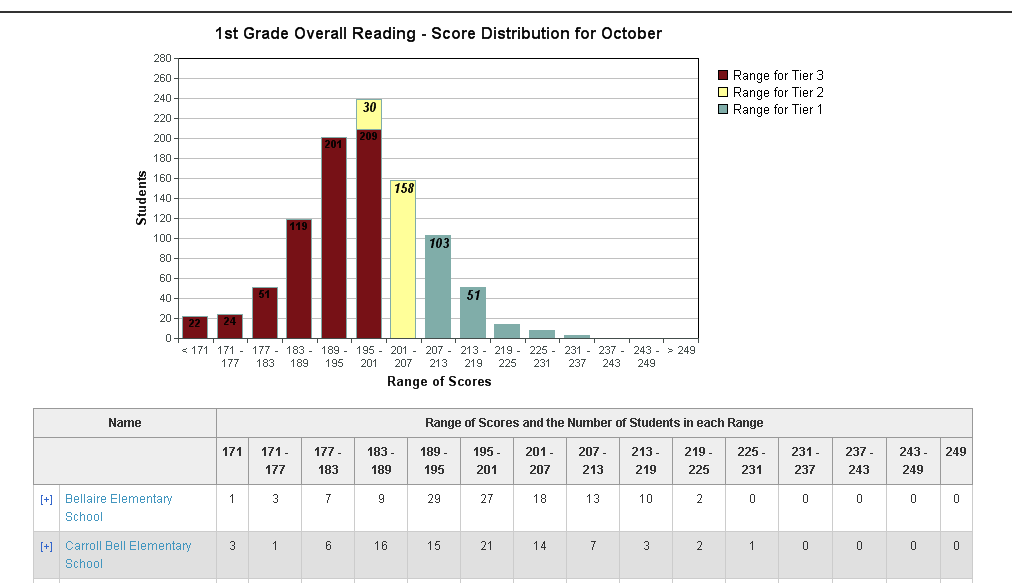 1st Grade Overall Reading - Score Distribution for October
280
260
240
220
200
180
160
140
120
100
80
60
40
20
0
Students
22
24
51
119
201
209
30
158
103
51
Range for Tier 3
Range for Tier 2
Range for Tier 1
< 171 171 - 177 - 183 - 189 - 195 - 201 - 207 - 213 - 219 - 225 - 231 - 237 - 243 - > 249
177 183 189 195 201 207 213 219 225 231 237 243 249
Range of Scores
Name Range of Scores and the Number of Students in each Range
171 171 - 177 - 183 - 189 - 195 - 201 - 207 - 213 - 219 - 225 - 231 - 237 - 243 - 249
177 183 189 195 201 207 213 219 225 231 237 243 249
[+] Bellaire Elementary 1 3 7 9 29 27 18 13 10 2 0 0 0 0 0
School
[+] Carroll Bell Elementary 3 1 6 16 15 21 14 7 3 2 1 0 0 0 0
School